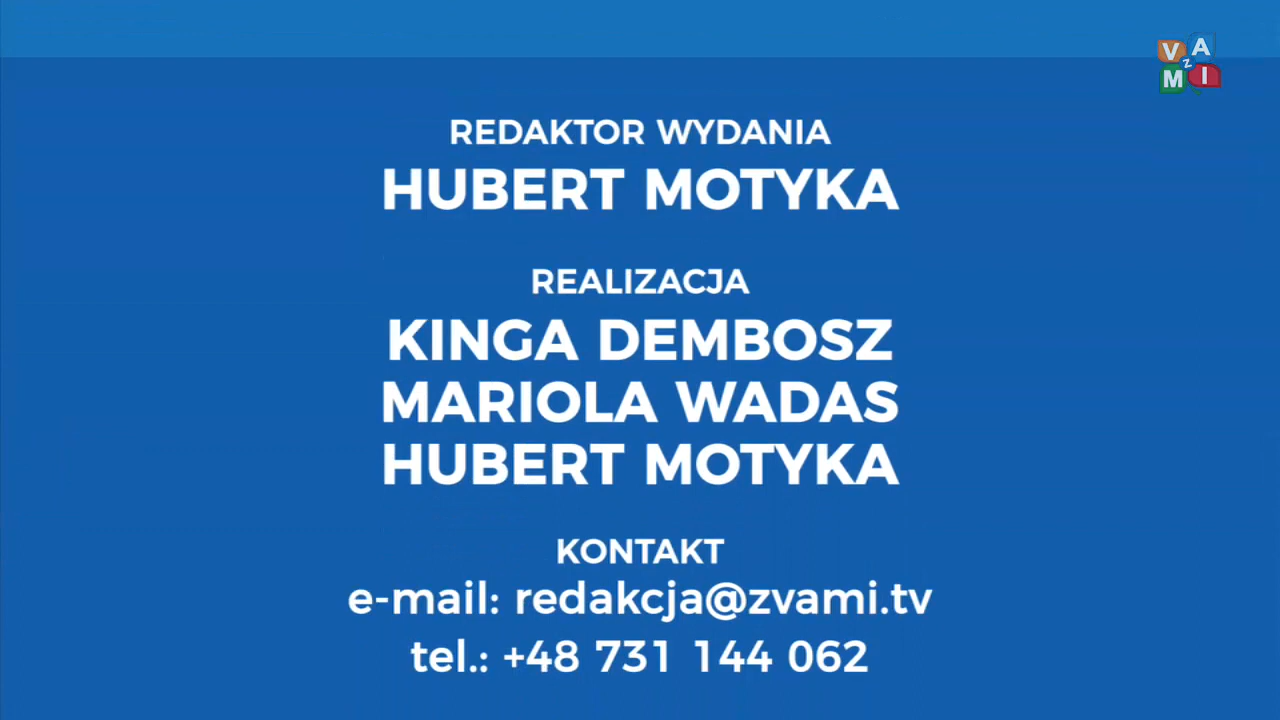 V A
z
M I
REDAKTOR WYDANIA
HUBERT MOTYKA
REALIZACJA
KINGA DEMBOSZ
MARIOLA WADAS
HUBERT MOTYKA
KONTAKT
e-mail: redakcja@zvami.tv
tel.: +48 731 144 062